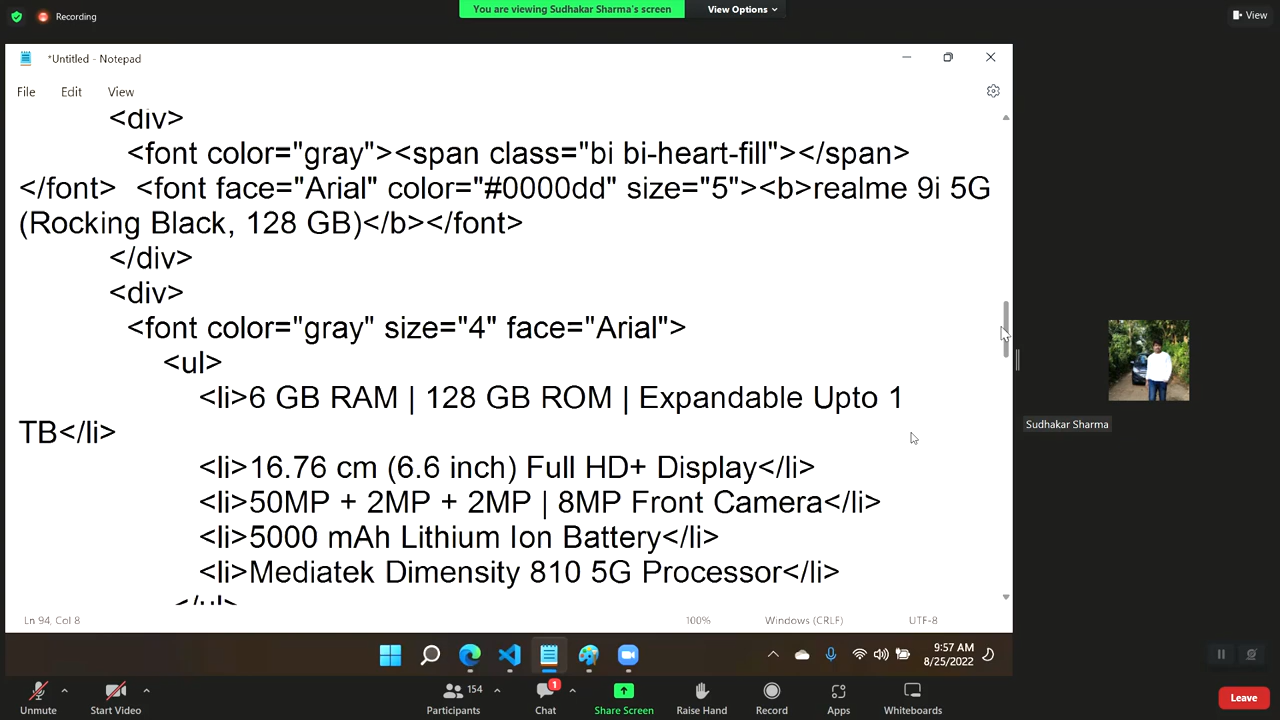 Recording
You are viewing Sudhakar Sharma's screen
View Options
View
*Untitled - Notepad
File Edit View
<div>
<font color="gray"><span class="bi bi-heart-fill"></span>
</font> <font face="Arial" color="#0000dd" size="5"><b>realme 9i 5G
(Rocking Black, 128 GB)</b></font>
</div>
<div>
<font color="gray" size="4" face="Arial">
<ul>
<li>6 GB RAM | 128 GB ROM | Expandable Upto 1
TB</li>
<li>16.76 cm (6.6 inch) Full HD+ Display</li>
<li>50MP + 2MP + 2MP | 8MP Front Camera</li>
<li>5000 mAh Lithium Ion Battery</li>
<li>Mediatek Dimensity 810 5G Processor</li>
</ul>
Sudhakar Sharma
Ln 94, Col 8
100%
Windows (CRLF)
UTF-8
9:57 AM
8/25/2022
Unmute
Start Video
154
Participants
1
Chat
Share Screen
Raise Hand
Record
Apps
Whiteboards
Leave